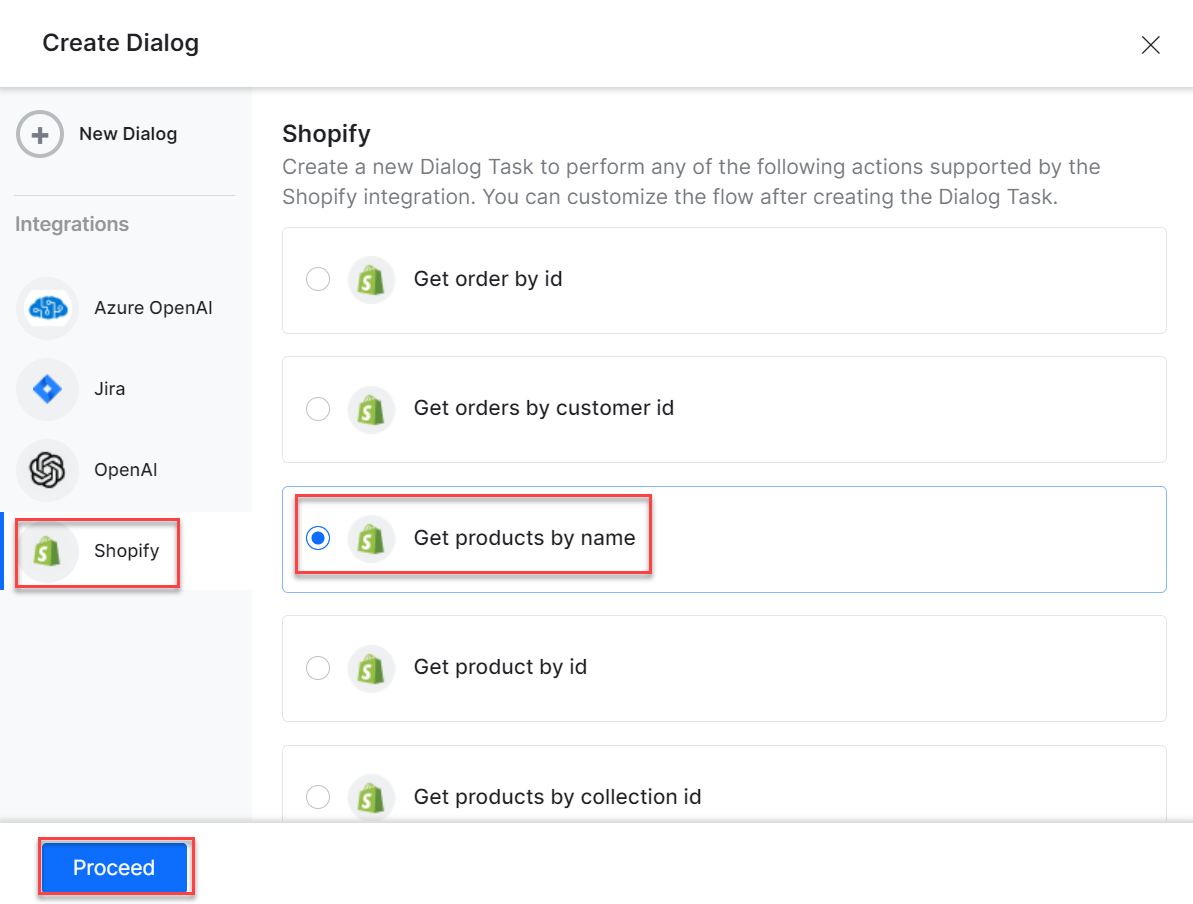 Create Dialog
New Dialog
Integrations
Azure OpenAI
Jira
OpenAI
Shopify
Shopify
Create a new Dialog Task to perform any of the following actions supported by the
Shopify integration. You can customize the flow after creating the Dialog Task.
Get order by id
Get orders by customer id
Get products by name
Get product by id
Get products by collection id
Proceed